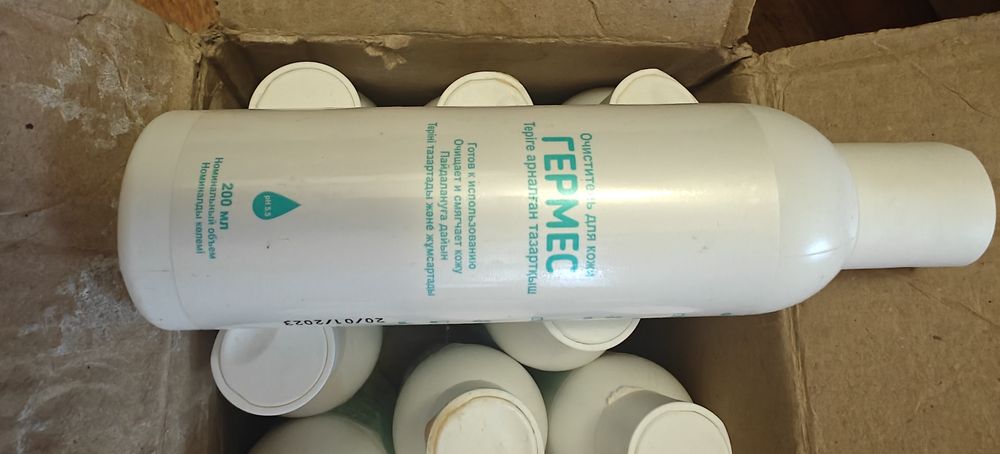 Очиститель для кожи
ГЕРМЕС
Теріге арналған тазартқыш
Готов к использованию
Очищает и смягчает кожу
Пайдалануға дайын
Теріні тазартады және жұмсартады
pH 5.5
200 мл
Номинальный объем
Номиналды көлемі
20/01/2023